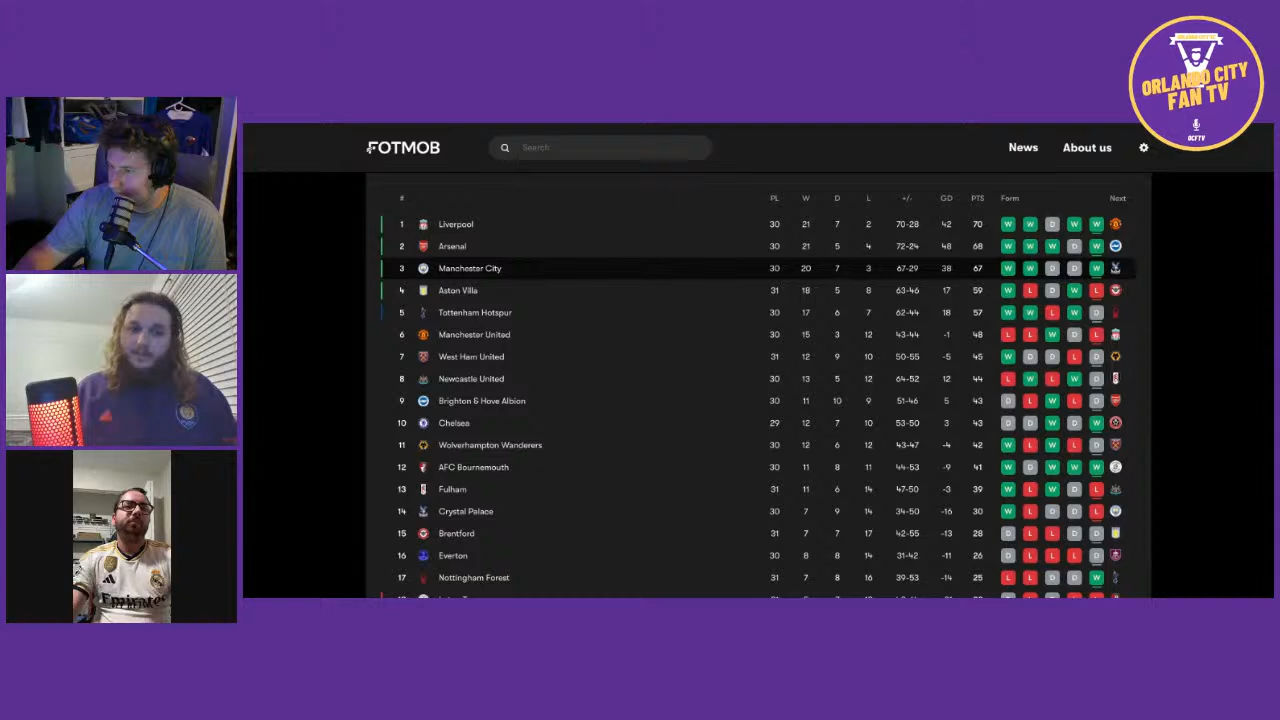 ORLANDO CITY
FAN TV
OCFTV
FOTMOB
Search
News
About us
# PL W D L +/- GD PTS Form Next
1 Liverpool 30 21 7 2 70-28 42 70 W W D W W
2 Arsenal 30 21 5 4 72-24 48 68 W W W D W
3 Manchester City 30 20 7 3 67-29 38 67 W W D D W
4 Aston Villa 31 18 5 8 63-46 17 59 W L D W L
5 Tottenham Hotspur 30 17 6 7 62-44 18 57 W W L W D
6 Manchester United 30 15 3 12 43-44 -1 48 L L W D L
7 West Ham United 31 12 9 10 50-55 -5 45 W D D L D
8 Newcastle United 30 13 5 12 64-52 12 44 L W L W D
9 Brighton & Hove Albion 30 11 10 9 51-46 5 43 D L W L D
10 Chelsea 29 12 7 10 53-50 3 43 D D W D W
11 Wolverhampton Wanderers 30 12 6 12 43-47 -4 42 W L W L D
12 AFC Bournemouth 30 11 8 11 44-53 -9 41 W D W W W
13 Fulham 31 11 6 14 47-50 -3 39 W L W D L
14 Crystal Palace 30 7 9 14 34-50 -16 30 W L D D L
15 Brentford 31 7 7 17 42-55 -13 28 D L L D D
16 Everton 30 8 8 14 31-42 -11 26 D L L L D
17 Nottingham Forest 31 7 8 16 39-53 -14 25 L L D D W
Emirates